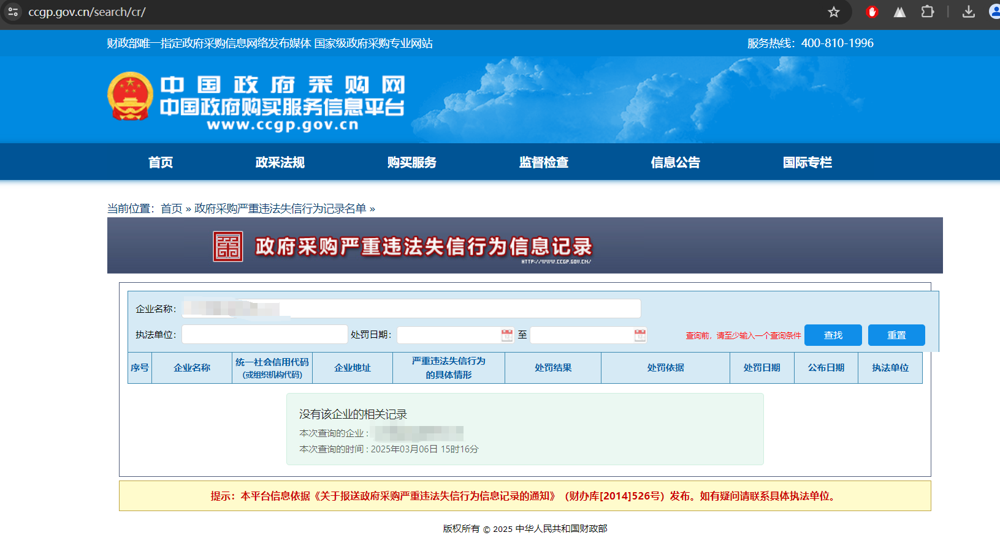 ccgp.gov.cn/search/cr/
财政部唯一指定政府采购信息网络发布媒体 国家级政府采购专业网站
服务热线：400-810-1996
中国政府采购网
中国政府购买服务信息平台
www.ccgp.gov.cn
首页 政采法规 购买服务 监督检查 信息公告 国际专栏
当前位置：首页 » 政府采购严重违法失信行为记录名单 »
政府采购严重违法失信行为信息记录
HTTP://WWW.CCGP.GOV.CN/
企业名称：
执法单位： 处罚日期： 至 查询前，请至少输入一个查询条件 查找 重置
序号 企业名称 统一社会信用代码 (或组织机构代码) 企业地址 严重违法失信行为 的具体情形 处罚结果 处罚依据 处罚日期 公布日期 执法单位
没有该企业的相关记录
本次查询的企业 :
本次查询的时间 : 2025年03月06日 15时16分
提示：本平台信息依据《关于报送政府采购严重违法失信行为信息记录的通知》（财办库[2014]526号）发布。如有疑问请联系具体执法单位。
版权所有 © 2025 中华人民共和国财政部